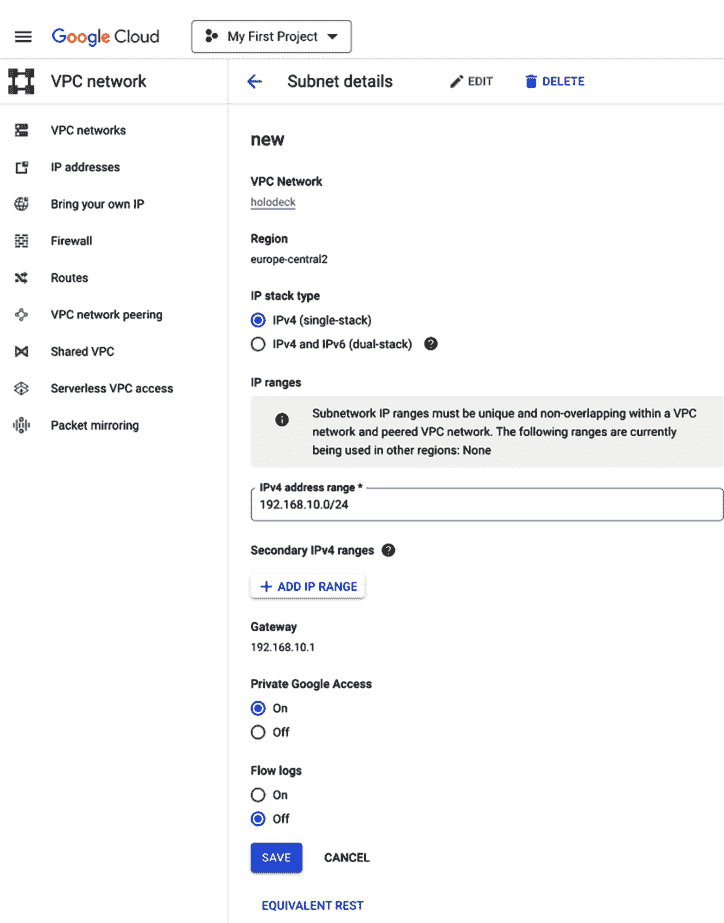 Google Cloud
My First Project
VPC network
Subnet details
EDIT
DELETE
VPC networks
IP addresses
Bring your own IP
Firewall
Routes
VPC network peering
Shared VPC
Serverless VPC access
Packet mirroring
new
VPC Network
holodeck
Region
europe-central2
IP stack type
IPv4 (single-stack)
IPv4 and IPv6 (dual-stack) ?
IP ranges
Subnetwork IP ranges must be unique and non-overlapping within a VPC
network and peered VPC network. The following ranges are currently
being used in other regions: None
IPv4 address range *
192.168.10.0/24
Secondary IPv4 ranges ?
+ ADD IP RANGE
Gateway
192.168.10.1
Private Google Access
On
Off
Flow logs
On
Off
SAVE
CANCEL
EQUIVALENT REST